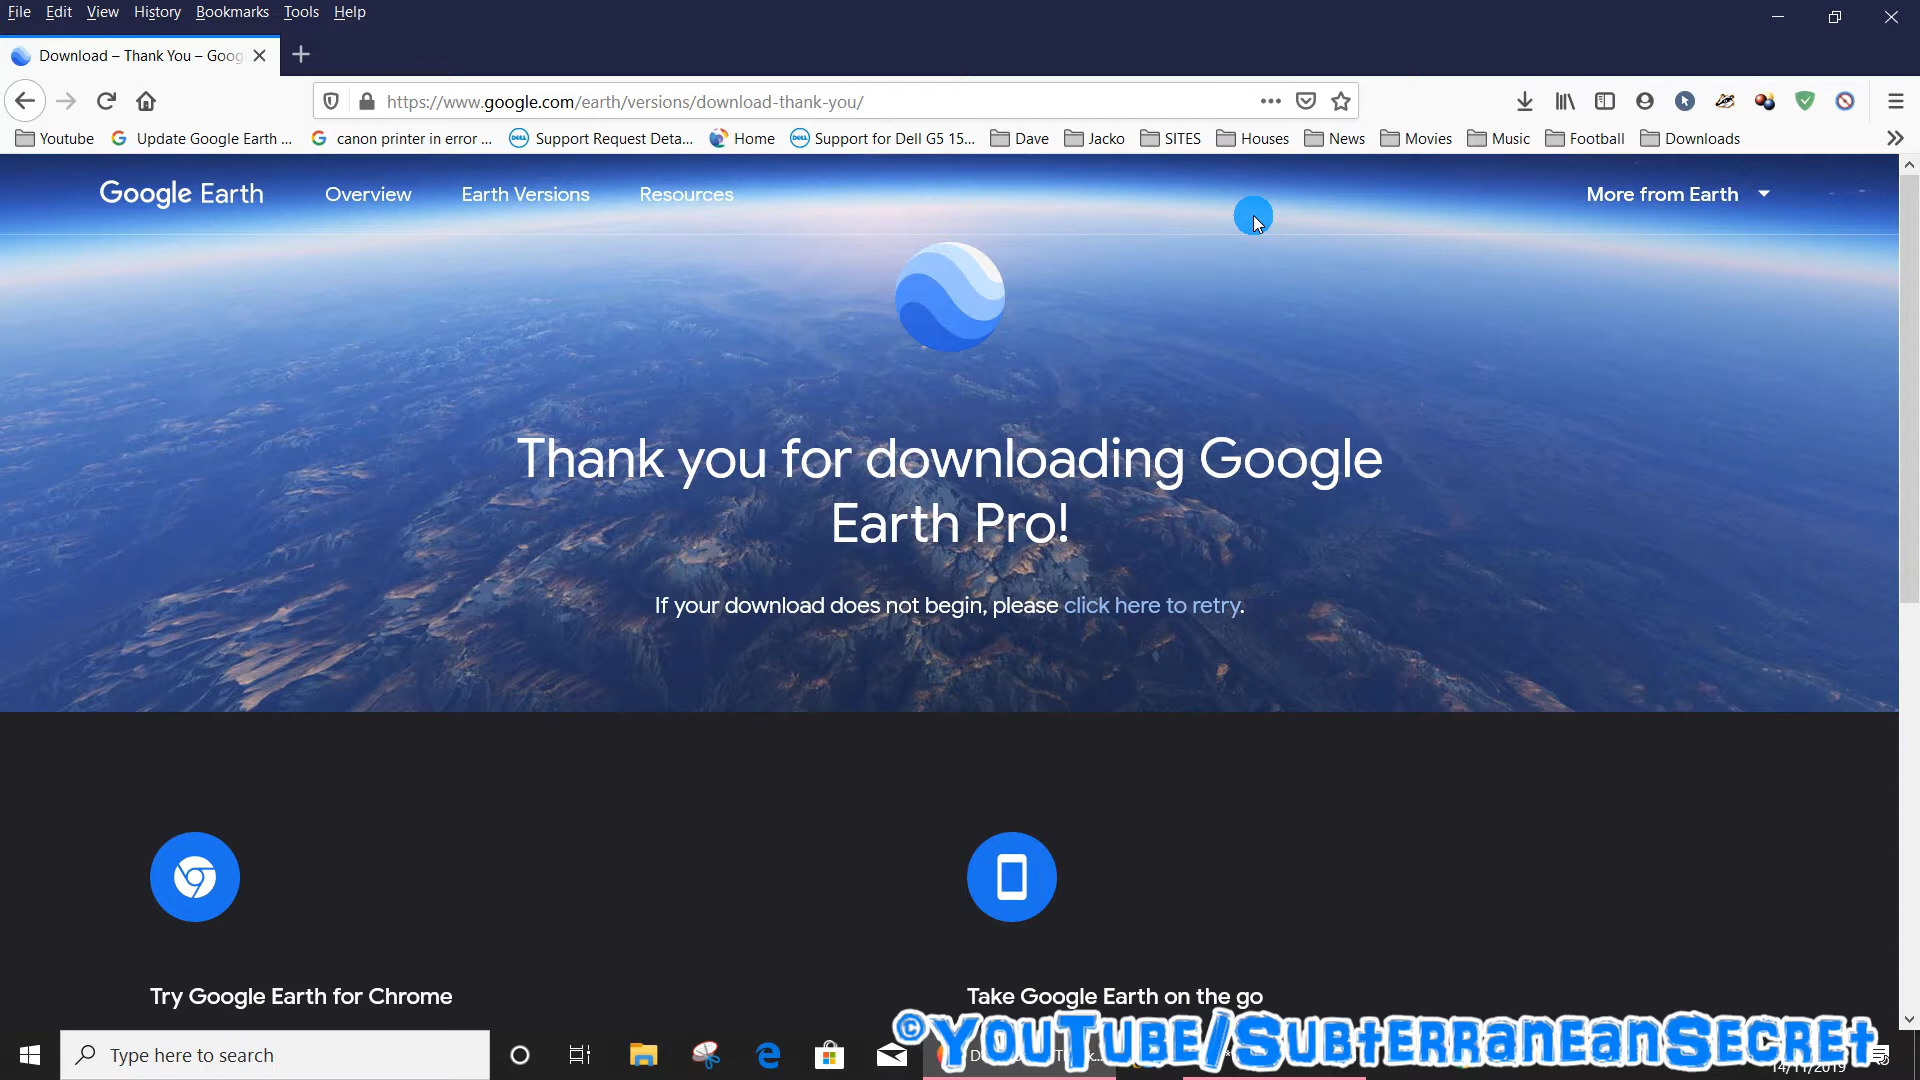 File Edit View History Bookmarks Tools Help
Download – Thank You – Goog
https://www.google.com/earth/versions/download-thank-you/
Youtube Update Google Earth ... canon printer in error ... Support Request Deta... Home Support for Dell G5 15... Dave Jacko SITES Houses News Movies Music Football Downloads
Google Earth Overview Earth Versions Resources More from Earth
Thank you for downloading Google
Earth Pro!
If your download does not begin, please click here to retry.
Try Google Earth for Chrome
Take Google Earth on the go
©YouTube/SubterraneanSecret
Type here to search
14/11/2019